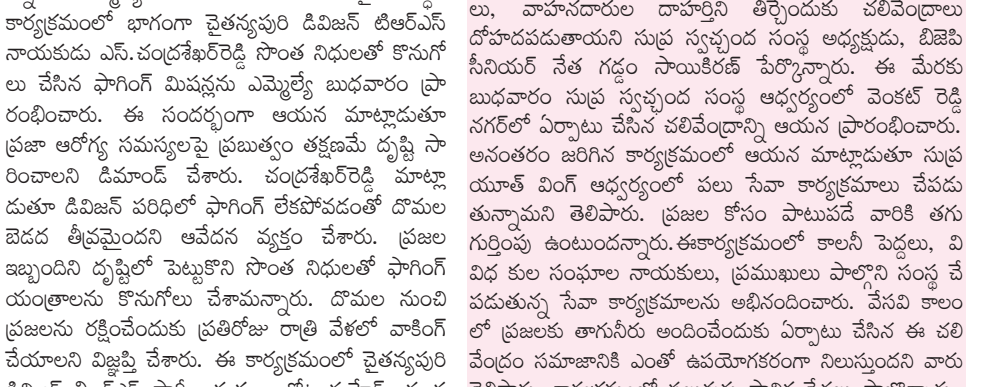 కార్యక్రమంలో భాగంగా చైతన్యపురి డివిజన్ టిఆర్ఎస్
నాయకుడు ఎస్.చంద్రశేఖర్‌రెడ్డి సొంత నిధులతో కొనుగో
లు చేసిన ఫాగింగ్ మిషన్లను ఎమ్మెల్యే బుధవారం ప్రా
రంభించారు. ఈ సందర్భంగా ఆయన మాట్లాడుతూ
ప్రజా ఆరోగ్య సమస్యలపై ప్రభుత్వం తక్షణమే దృష్టి సా
రించాలని డిమాండ్ చేశారు. చంద్రశేఖర్‌రెడ్డి మాట్లా
డుతూ డివిజన్ పరిధిలో ఫాగింగ్ లేకపోవడంతో దొమల
బెడద తీవ్రమైందని ఆవేదన వ్యక్తం చేశారు. ప్రజల
ఇబ్బందిని దృష్టిలో పెట్టుకొని సొంత నిధులతో ఫాగింగ్
యంత్రాలను కొనుగోలు చేశామన్నారు. దొమల నుంచి
ప్రజలను రక్షించేందుకు ప్రతిరోజు రాత్రి వేళలో వాకింగ్
చేయాలని విజ్ఞప్తి చేశారు. ఈ కార్యక్రమంలో చైతన్యపురి
లు, వాహనదారుల దాహర్తిని తీర్చెందుకు చలివేంద్రాలు
దోహదపడుతాయని సుప్ర స్వచ్చంద సంస్థ అధ్యక్షుడు, బిజెపి
సీనియర్ నేత గడ్డం సాయికిరణ్ పేర్కొన్నారు. ఈ మేరకు
బుధవారం సుప్ర స్వచ్ఛంద సంస్థ ఆధ్వర్యంలో వెంకట్ రెడ్డి
నగర్‌లో ఏర్పాటు చేసిన చలివేంద్రాన్ని ఆయన ప్రారంభించారు.
అనంతరం జరిగిన కార్యక్రమంలో ఆయన మాట్లాడుతూ సుప్ర
యూత్ వింగ్ ఆధ్వర్యంలో పలు సేవా కార్యక్రమాలు చేపడు
తున్నామని తెలిపారు. ప్రజల కోసం పాటుపడే వారికి తగు
గుర్తింపు ఉంటుందన్నారు.ఈకార్యక్రమంలో కాలనీ పెద్దలు, వి
విధ కుల సంఘాల నాయకులు, ప్రముఖులు పాల్గొని సంస్థ చే
పడుతున్న సేవా కార్యక్రమాలను అభినందించారు. వేసవి కాలం
లో ప్రజలకు తాగునీరు అందించేందుకు ఏర్పాటు చేసిన ఈ చలి
వేంద్రం సమాజానికి ఎంతో ఉపయోగకరంగా నిలుస్తుందని వారు